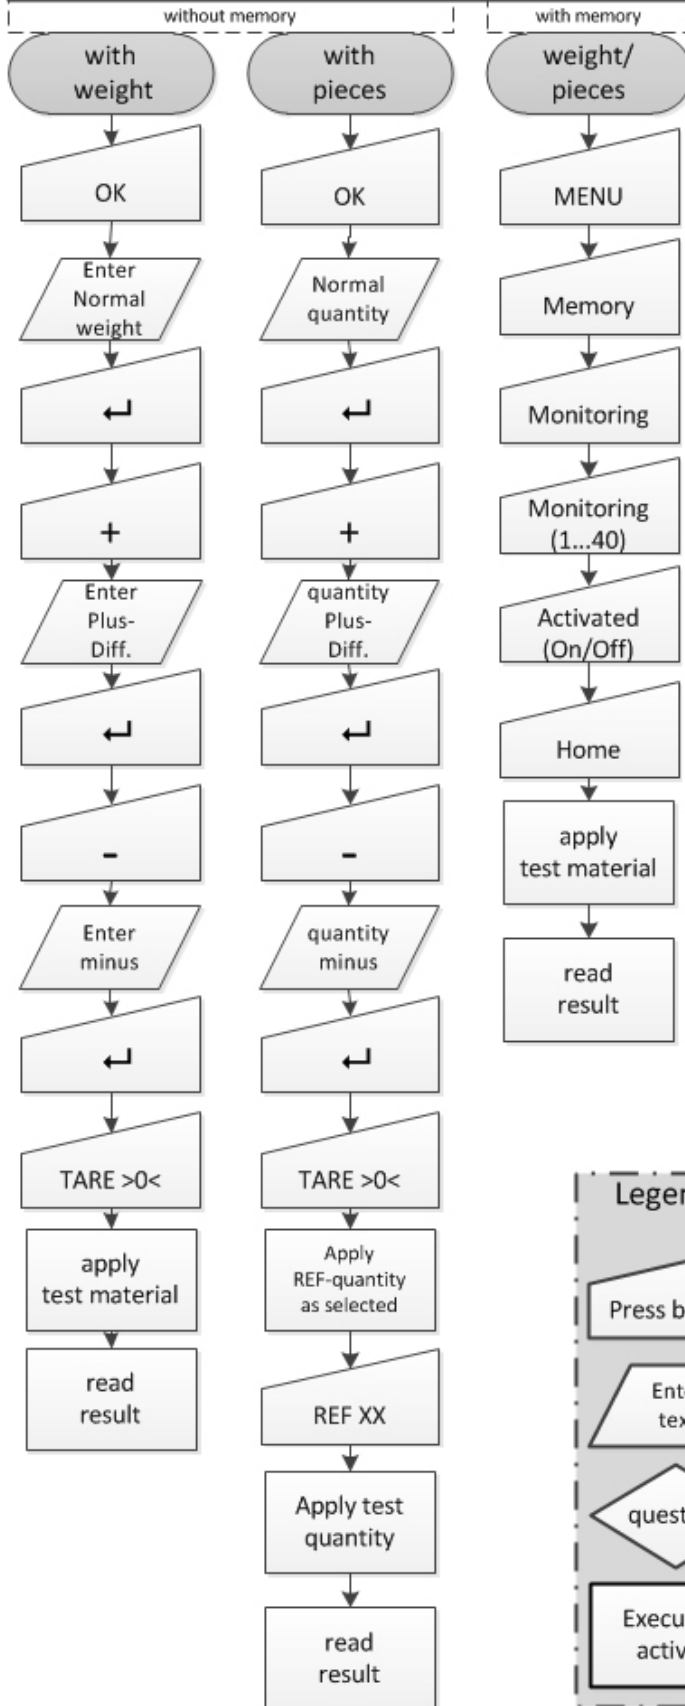 without memory
with
weight
OK
Enter
Normal
weight
↵
+
Enter
Plus-
Diff.
↵
-
Enter
minus
↵
TARE >0<
apply
test material
read
result
with
pieces
OK
Normal
quantity
↵
+
quantity
Plus-
Diff.
↵
-
quantity
minus
↵
TARE >0<
Apply
REF-quantity
as selected
REF XX
Apply test
quantity
read
result
with memory
weight/
pieces
MENU
Memory
Monitoring
Monitoring
(1...40)
Activated
(On/Off)
Home
apply
test material
read
result
Press